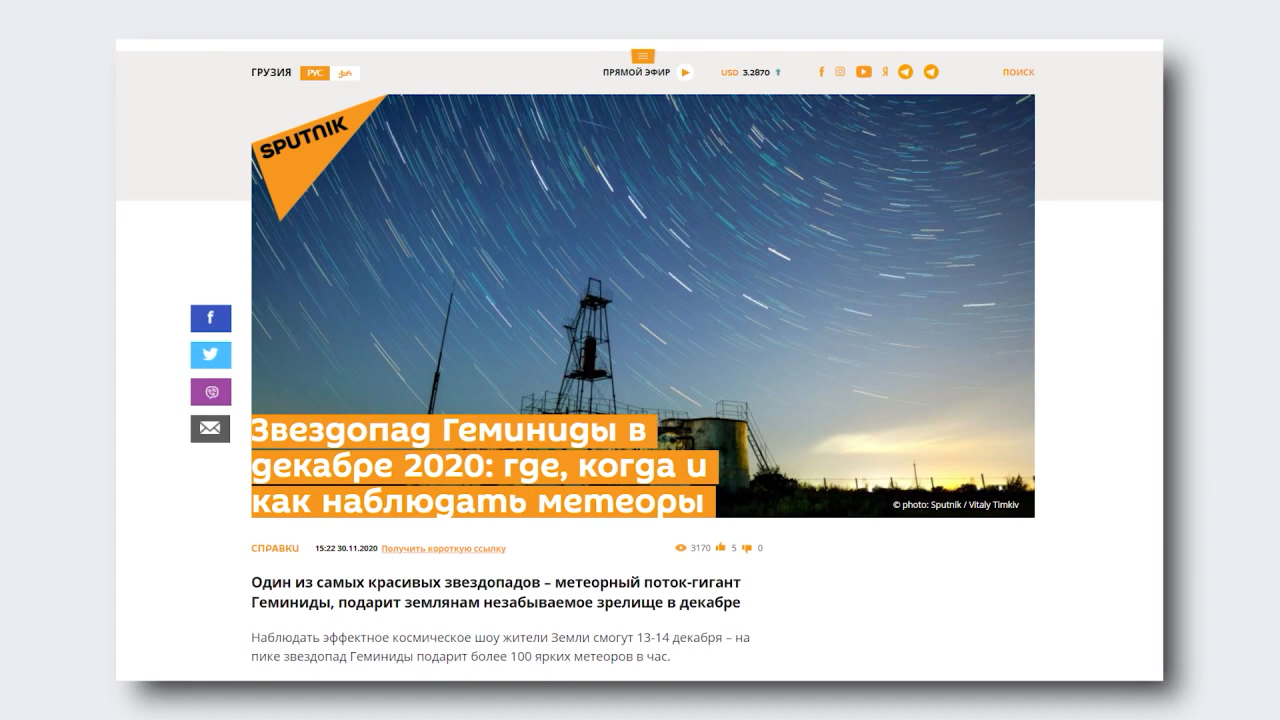 ГРУЗИЯ РУС
ПРЯМОЙ ЭФИР USD 3.2870 ПОИСК
SPUTNIK
Звездопад Геминиды в
декабре 2020: где, когда и
как наблюдать метеоры
© photo: Sputnik / Vitaly Timkiv
СПРАВКИ 15:22 30.11.2020 Получить короткую ссылку 3170 5 0
Один из самых красивых звездопадов – метеорный поток-гигант
Геминиды, подарит землянам незабываемое зрелище в декабре
Наблюдать эффектное космическое шоу жители Земли смогут 13-14 декабря – на
пике звездопад Геминиды подарит более 100 ярких метеоров в час.